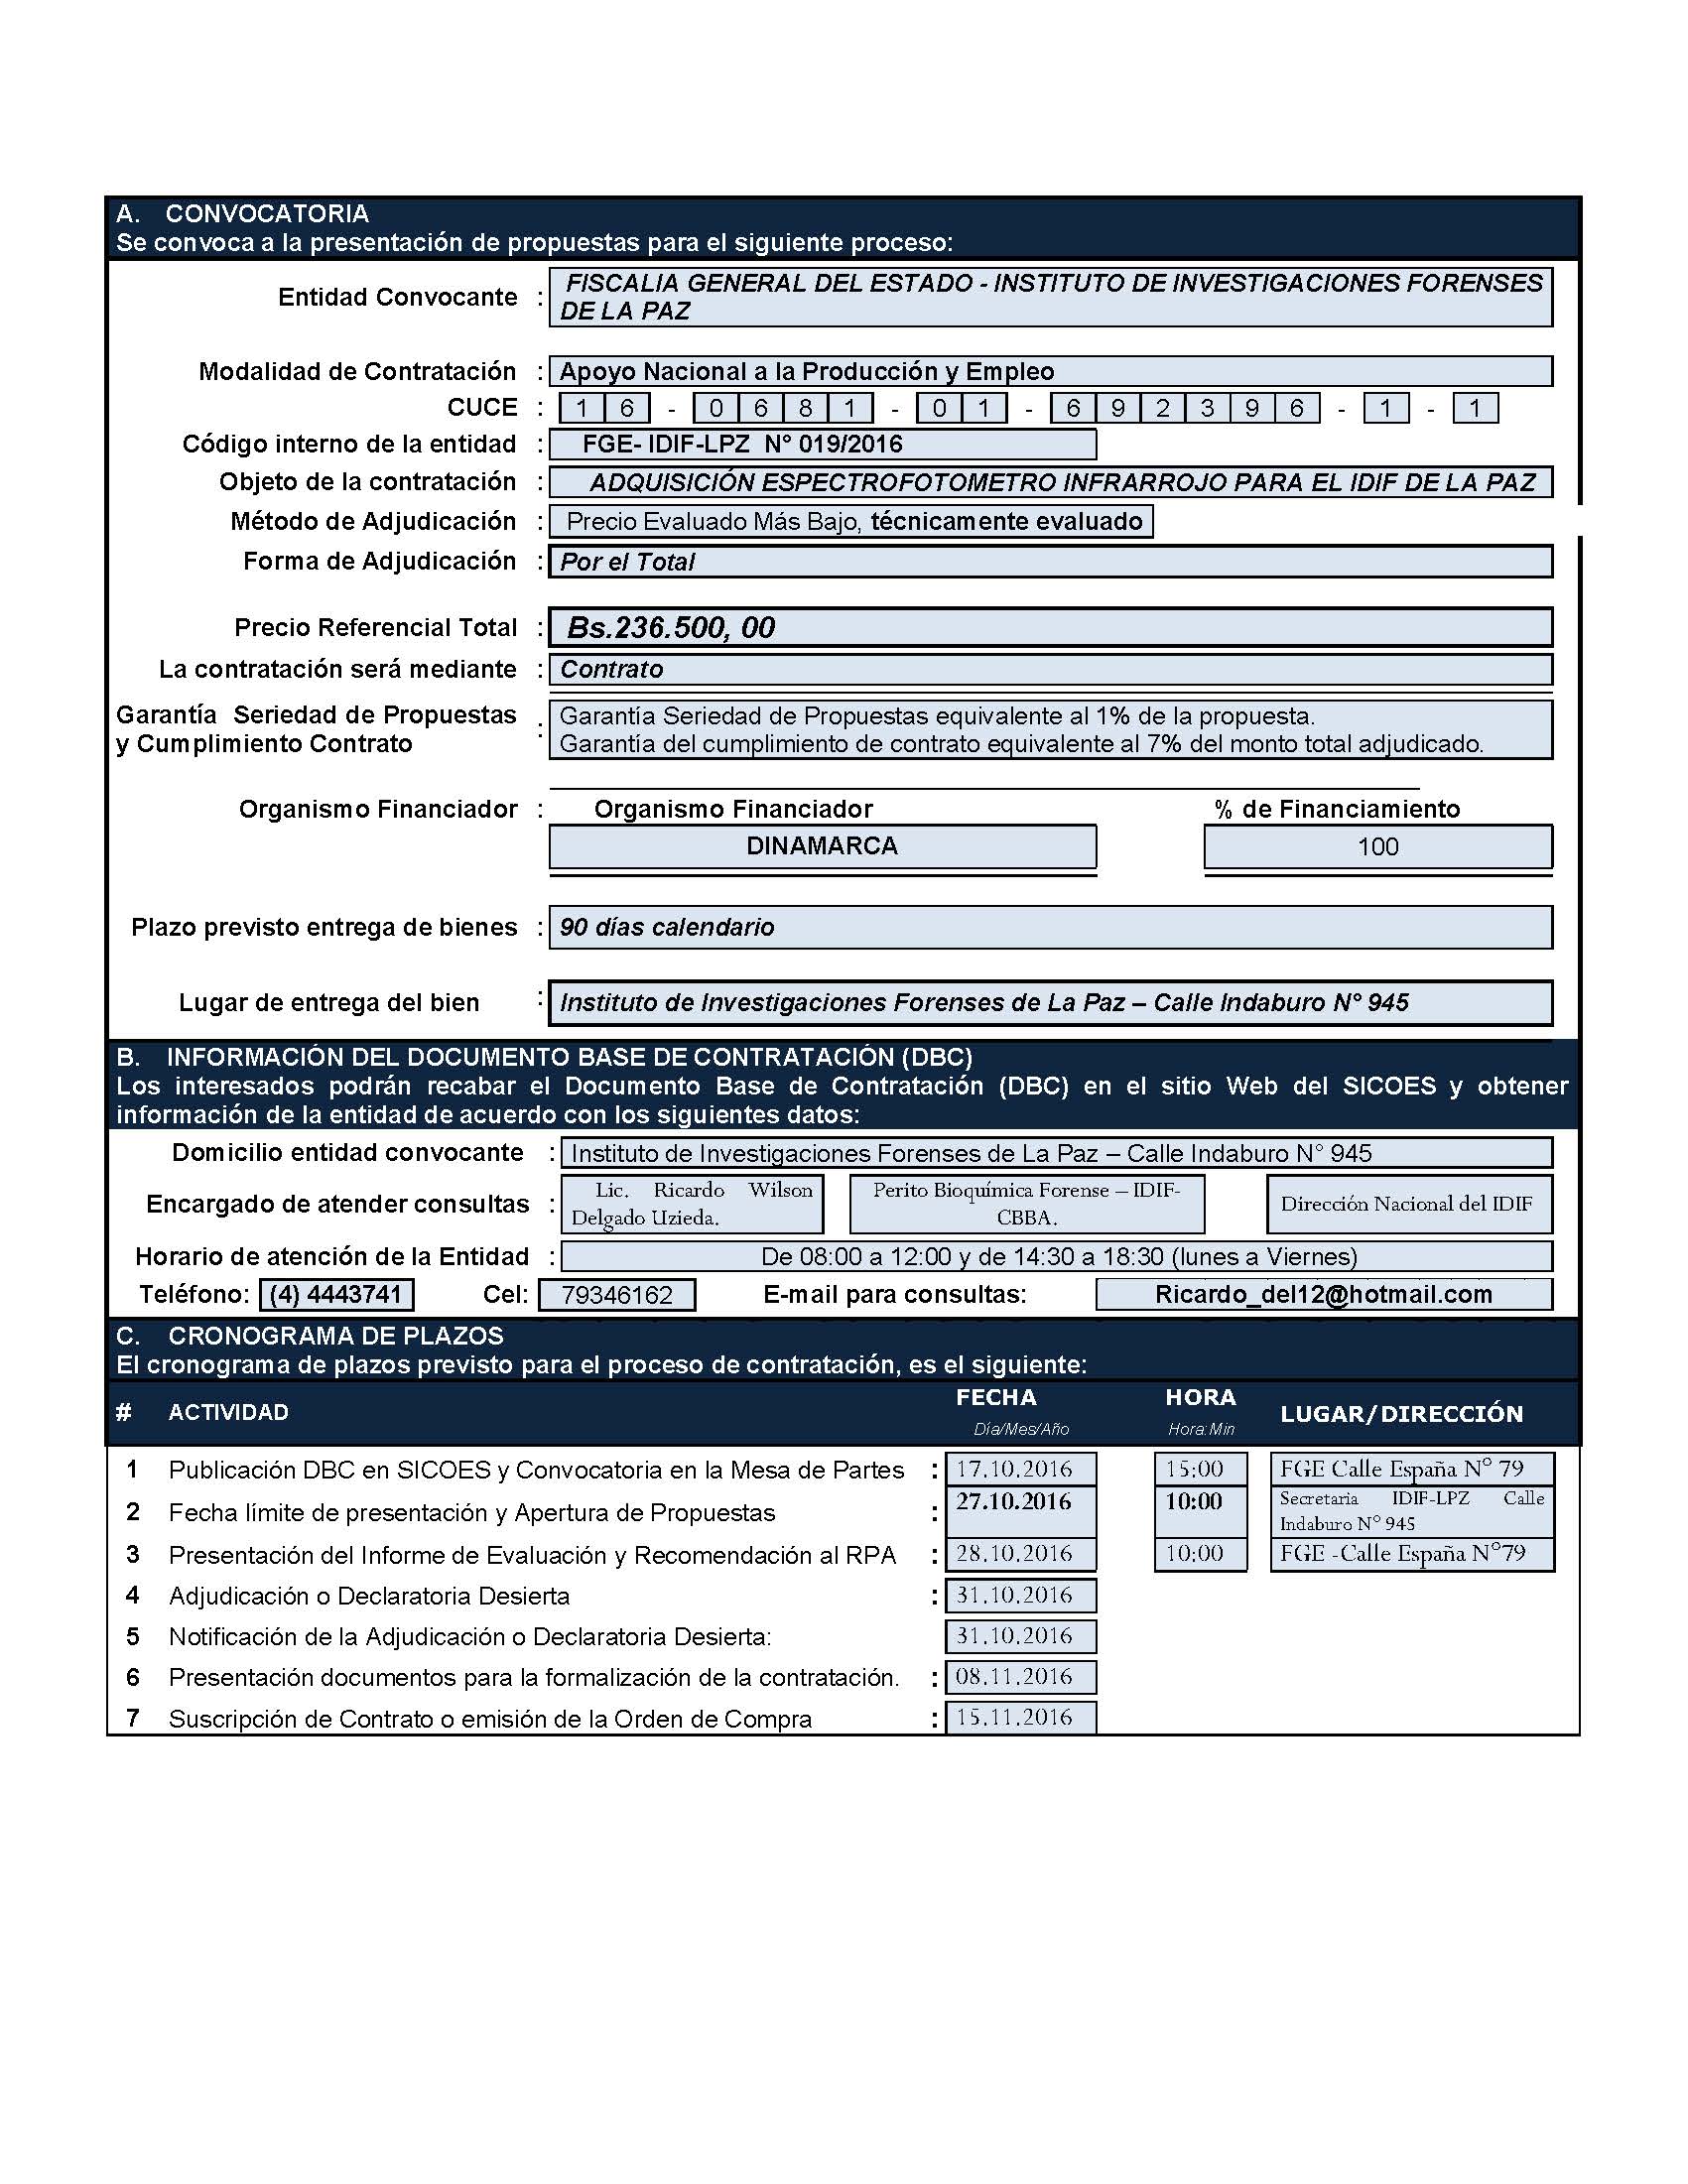 A. CONVOCATORIA
Se convoca a la presentación de propuestas para el siguiente proceso:
Entidad Convocante : FISCALIA GENERAL DEL ESTADO - INSTITUTO DE INVESTIGACIONES FORENSES
DE LA PAZ
Modalidad de Contratación : Apoyo Nacional a la Producción y Empleo
CUCE : 1 6 - 0 6 8 1 - 0 1 - 6 9 2 3 9 6 - 1 - 1
Código interno de la entidad : FGE- IDIF-LPZ N° 019/2016
Objeto de la contratación : ADQUISICIÓN ESPECTROFOTOMETRO INFRARROJO PARA EL IDIF DE LA PAZ
Método de Adjudicación : Precio Evaluado Más Bajo, técnicamente evaluado
Forma de Adjudicación : Por el Total
Precio Referencial Total : Bs.236.500, 00
La contratación será mediante : Contrato
Garantía Seriedad de Propuestas
y Cumplimiento Contrato :
Garantía Seriedad de Propuestas equivalente al 1% de la propuesta.
Garantía del cumplimiento de contrato equivalente al 7% del monto total adjudicado.
Organismo Financiador : Organismo Financiador % de Financiamiento
DINAMARCA 100
Plazo previsto entrega de bienes : 90 días calendario
Lugar de entrega del bien : Instituto de Investigaciones Forenses de La Paz – Calle Indaburo N° 945
B. INFORMACIÓN DEL DOCUMENTO BASE DE CONTRATACIÓN (DBC)
Los interesados podrán recabar el Documento Base de Contratación (DBC) en el sitio Web del SICOES y obtener
información de la entidad de acuerdo con los siguientes datos:
Domicilio entidad convocante : Instituto de Investigaciones Forenses de La Paz – Calle Indaburo N° 945
Encargado de atender consultas :
Lic. Ricardo Wilson
Delgado Uzieda.
Perito Bioquímica Forense – IDIF-
CBBA.
Dirección Nacional del IDIF
Horario de atención de la Entidad : De 08:00 a 12:00 y de 14:30 a 18:30 (lunes a Viernes)
Teléfono: (4) 4443741 Cel: 79346162 E-mail para consultas: Ricardo_del12@hotmail.com
C. CRONOGRAMA DE PLAZOS
El cronograma de plazos previsto para el proceso de contratación, es el siguiente:
# ACTIVIDAD FECHA HORA LUGAR/DIRECCIÓN
Día/Mes/Año Hora:Min
1 Publicación DBC en SICOES y Convocatoria en la Mesa de Partes : 17.10.2016 15:00 FGE Calle España N° 79
2 Fecha límite de presentación y Apertura de Propuestas : 27.10.2016 10:00 Secretaria IDIF-LPZ Calle
Indaburo N° 945
3 Presentación del Informe de Evaluación y Recomendación al RPA : 28.10.2016 10:00 FGE -Calle España N°79
4 Adjudicación o Declaratoria Desierta : 31.10.2016
5 Notificación de la Adjudicación o Declaratoria Desierta: 31.10.2016
6 Presentación documentos para la formalización de la contratación. : 08.11.2016
7 Suscripción de Contrato o emisión de la Orden de Compra : 15.11.2016